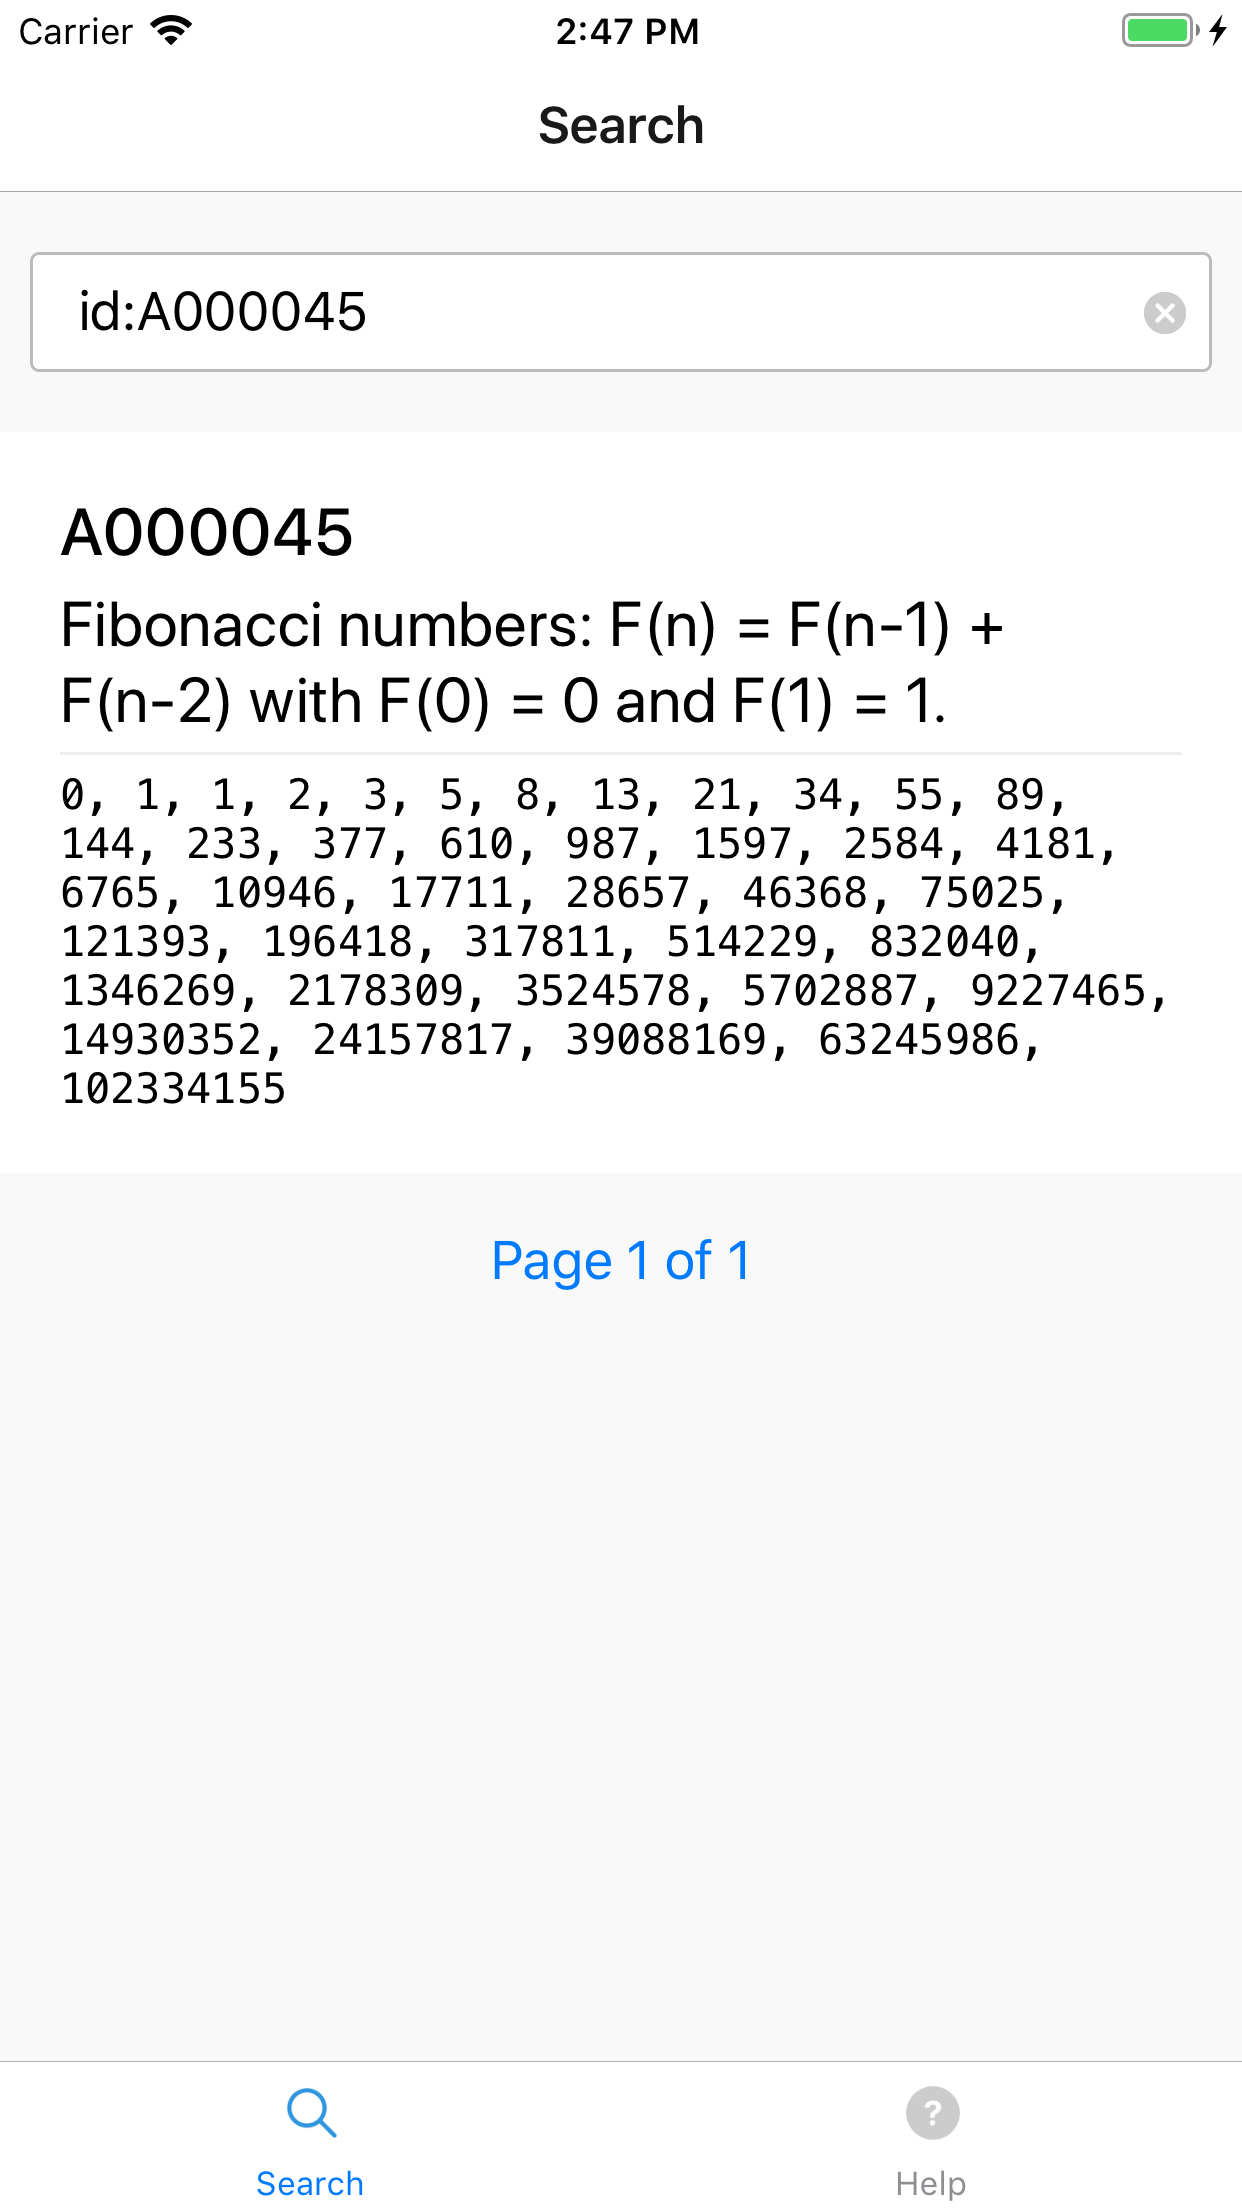 Carrier 2:47 PM
Search
id:A000045
A000045
Fibonacci numbers: F(n) = F(n-1) +
F(n-2) with F(0) = 0 and F(1) = 1.
0, 1, 1, 2, 3, 5, 8, 13, 21, 34, 55, 89,
144, 233, 377, 610, 987, 1597, 2584, 4181,
6765, 10946, 17711, 28657, 46368, 75025,
121393, 196418, 317811, 514229, 832040,
1346269, 2178309, 3524578, 5702887, 9227465,
14930352, 24157817, 39088169, 63245986,
102334155
Page 1 of 1
?
Search Help